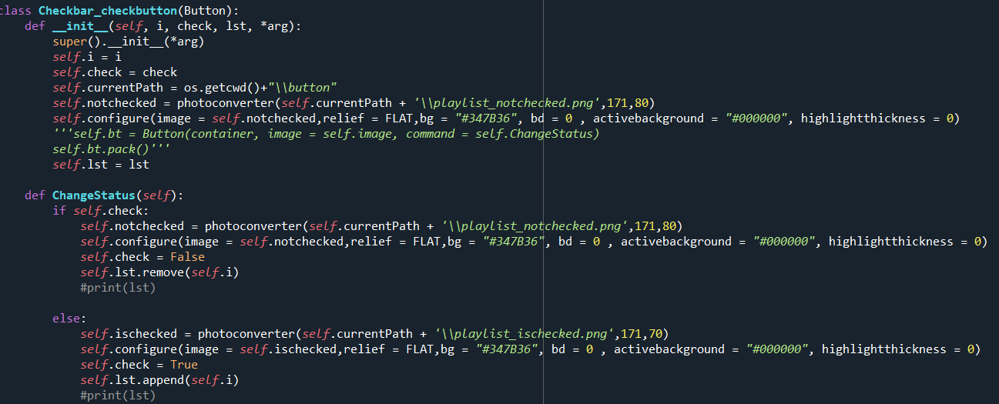 class Checkbar_checkbutton(Button):
    def __init__(self, i, check, lst, *arg):
        super().__init__(*arg)
        self.i = i
        self.check = check
        self.currentPath = os.getcwd()+"\\button"
        self.notchecked = photoconverter(self.currentPath + '\\playlist_notchecked.png',171,80)
        self.configure(image = self.notchecked,relief = FLAT,bg = "#347B36", bd = 0 , activebackground = "#000000", highlightthickness = 0)
        '''self.bt = Button(container, image = self.image, command = self.ChangeStatus)
        self.bt.pack()'''
        self.lst = lst

    def ChangeStatus(self):
        if self.check:
            self.notchecked = photoconverter(self.currentPath + '\\playlist_notchecked.png',171,80)
            self.configure(image = self.notchecked,relief = FLAT,bg = "#347B36", bd = 0 , activebackground = "#000000", highlightthickness = 0)
            self.check = False
            self.lst.remove(self.i)
            #print(lst)

        else:
            self.ischecked = photoconverter(self.currentPath + '\\playlist_ischecked.png',171,70)
            self.configure(image = self.ischecked,relief = FLAT,bg = "#347B36", bd = 0 , activebackground = "#000000", highlightthickness = 0)
            self.check = True
            self.lst.append(self.i)
            #print(lst)